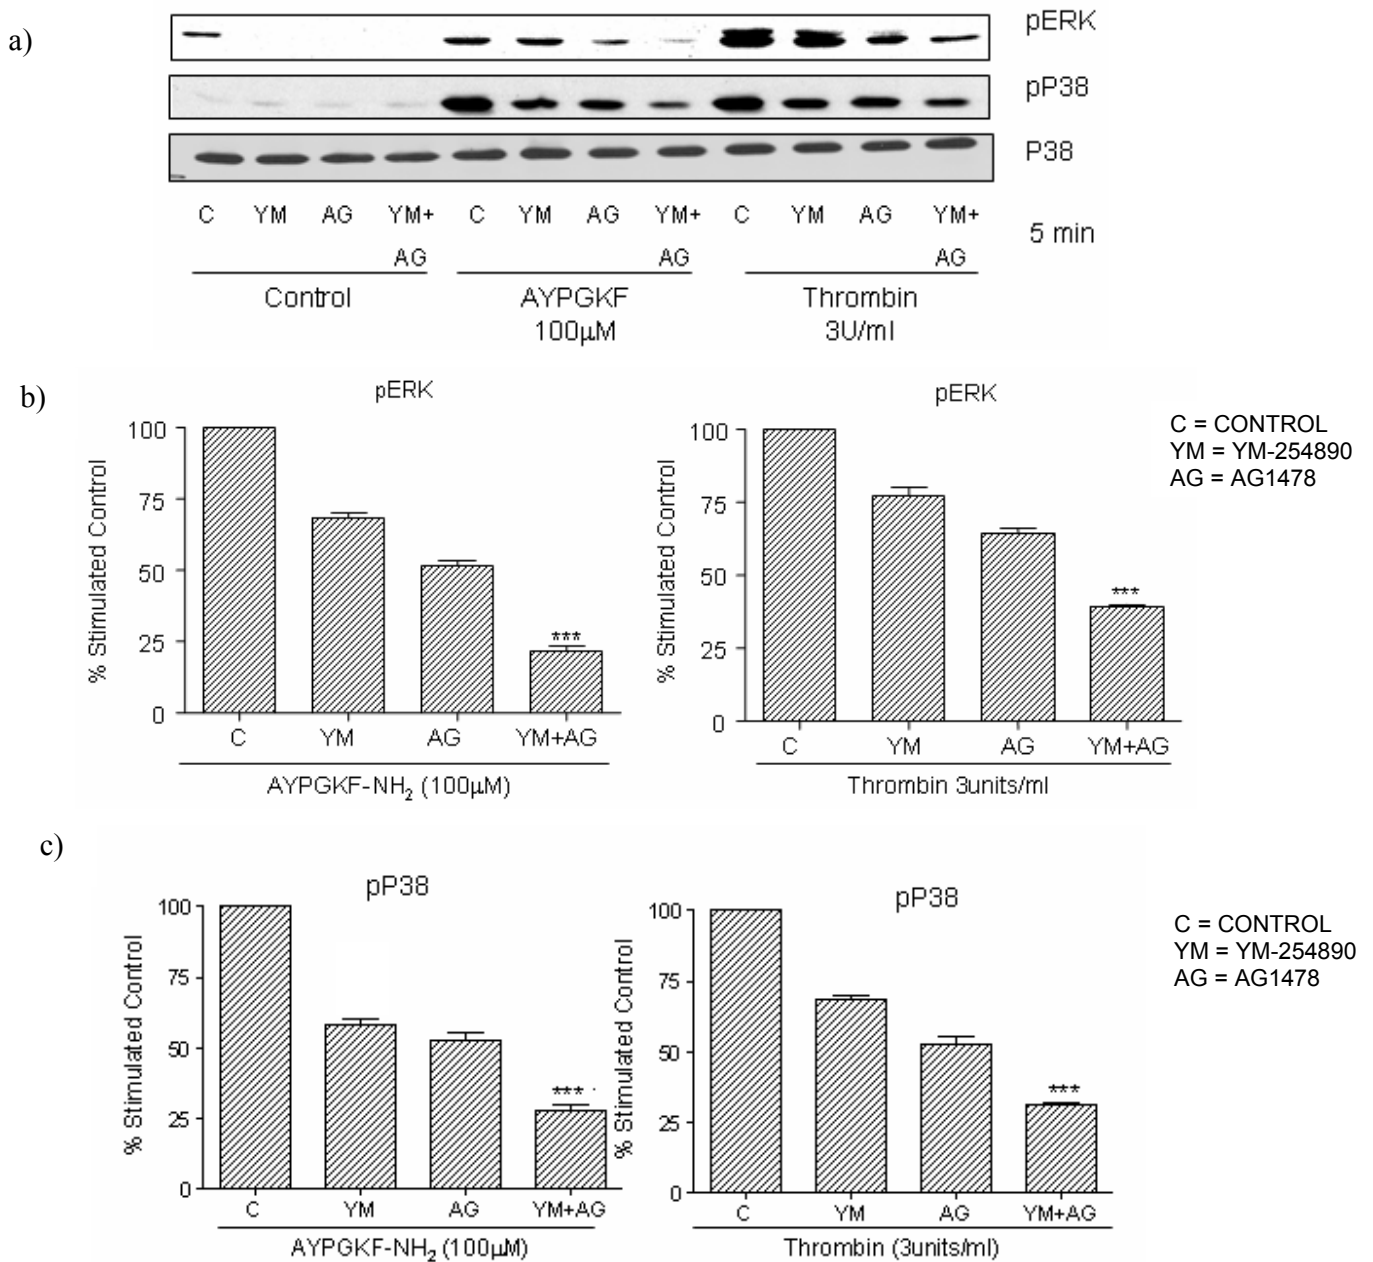 a)
pERK
pP38
P38
C YM AG YM+ C YM AG YM+ C YM AG YM+
AG AG AG
5 min
Control AYPGKF Thrombin
100µM 3U/ml
b)
pERK
% Stimulated Control
100
75
50
25
0
C YM AG YM+AG
***
AYPGKF-NH2 (100µM)
pERK
% Stimulated Control
100
75
50
25
0
C YM AG YM+AG
***
Thrombin 3units/ml
C = CONTROL
YM = YM-254890
AG = AG1478
c)
pP38
% Stimulated Control
100
75
50
25
0
C YM AG YM+AG
***
AYPGKF-NH2 (100µM)
pP38
% Stimulated Control
100
75
50
25
0
C YM AG YM+AG
***
Thrombin (3units/ml)
C = CONTROL
YM = YM-254890
AG = AG1478